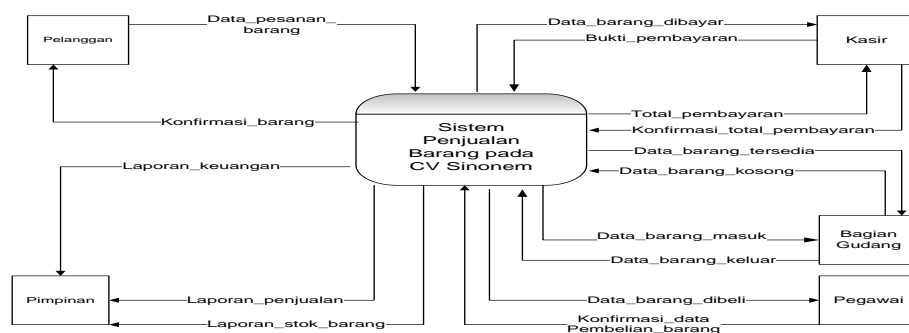 Data_pesanan_
barang
Pelanggan
Data_barang_dibayar
Bukti_pembayaran
Kasir
Konfirmasi_barang
Sistem
Penjualan
Barang pada
CV Sinonem
Total_pembayaran
Konfirmasi_total_pembayaran
Data_barang_tersedia
Data_barang_kosong
Laporan_keuangan
Data_barang_masuk
Data_barang_keluar
Bagian
Gudang
Pimpinan
Laporan_penjualan
Laporan_stok_barang
Data_barang_dibeli
Konfirmasi_data
Pembelian_barang
Pegawai